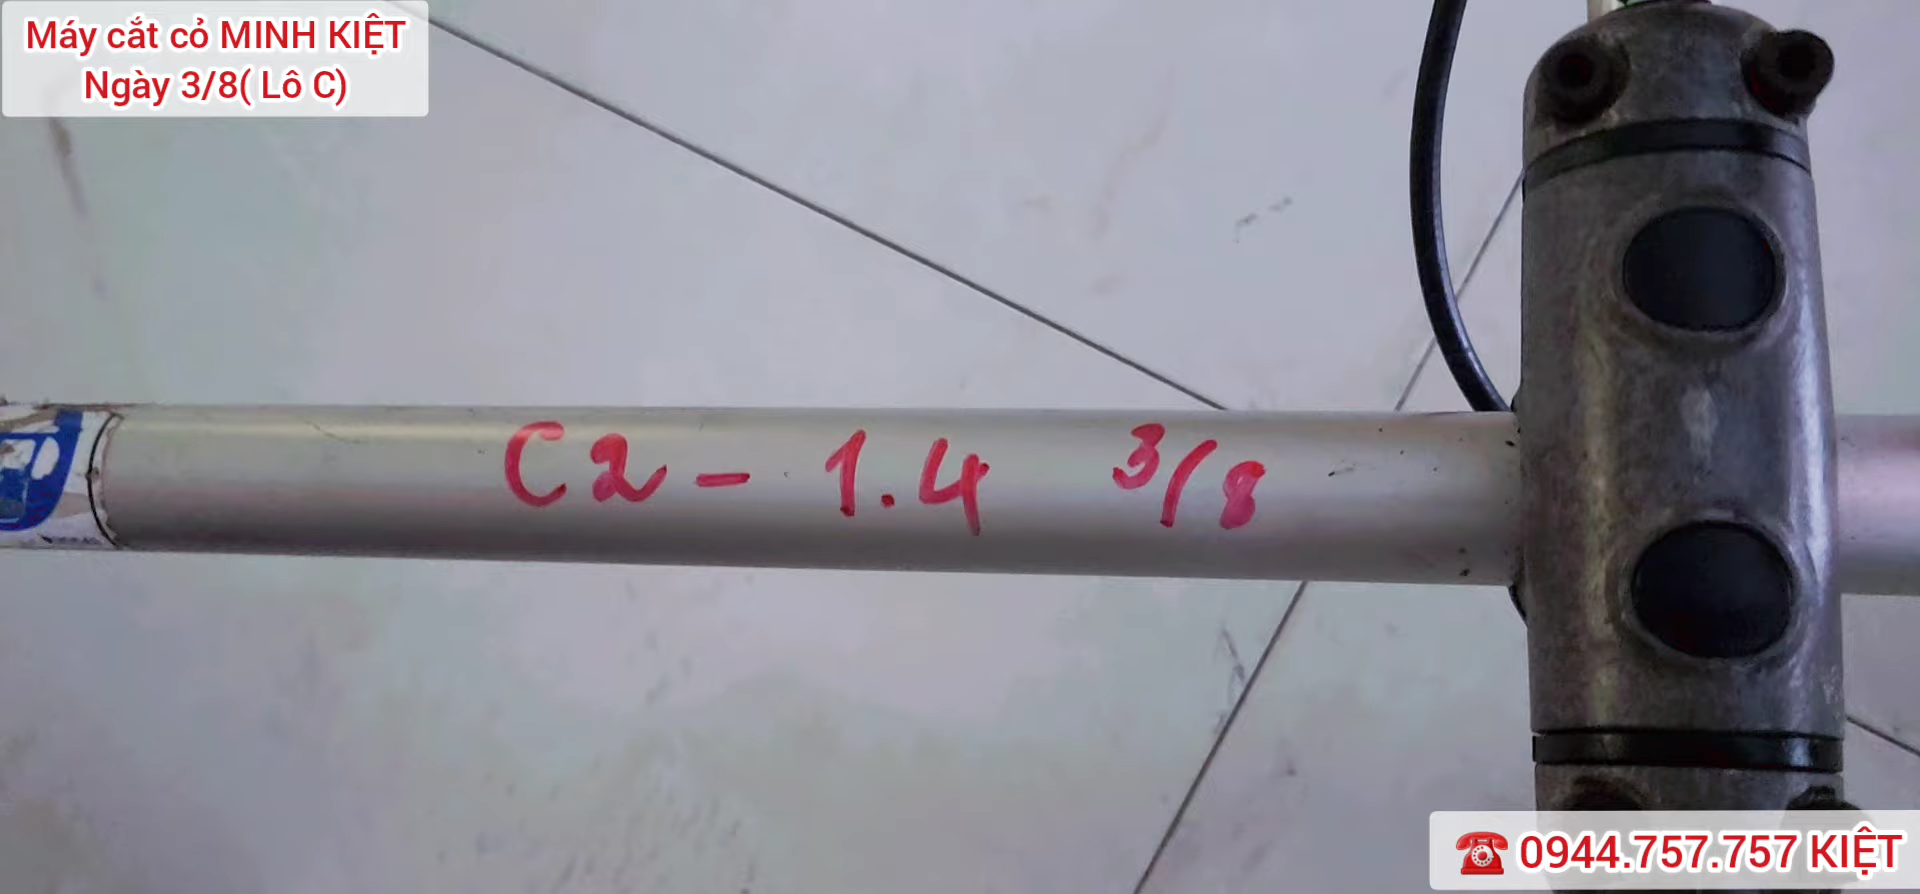 Máy cắt cỏ MINH KIỆT
Ngày 3/8( Lô C)
C2 - 1.4 3/8
☎️ 0944.757.757 KIỆT